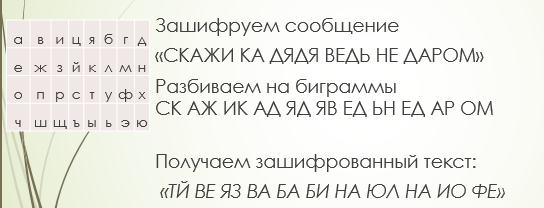 а в и ц я б г д
е ж з й к л м н
о п р с т у ф х
ч ш щ ъ ы ь э ю
Зашифруем сообщение
«СКАЖИ КА ДЯДЯ ВЕДЬ НЕ ДАРОМ»
Разбиваем на биграммы
СК АЖ ИК АД ЯД ЯВ ЕД ЬН ЕД АР ОМ
Получаем зашифрованный текст:
«ТЙ ВЕ ЯЗ ВА БА БИ НА ЮЛ НА ИО ФЕ»